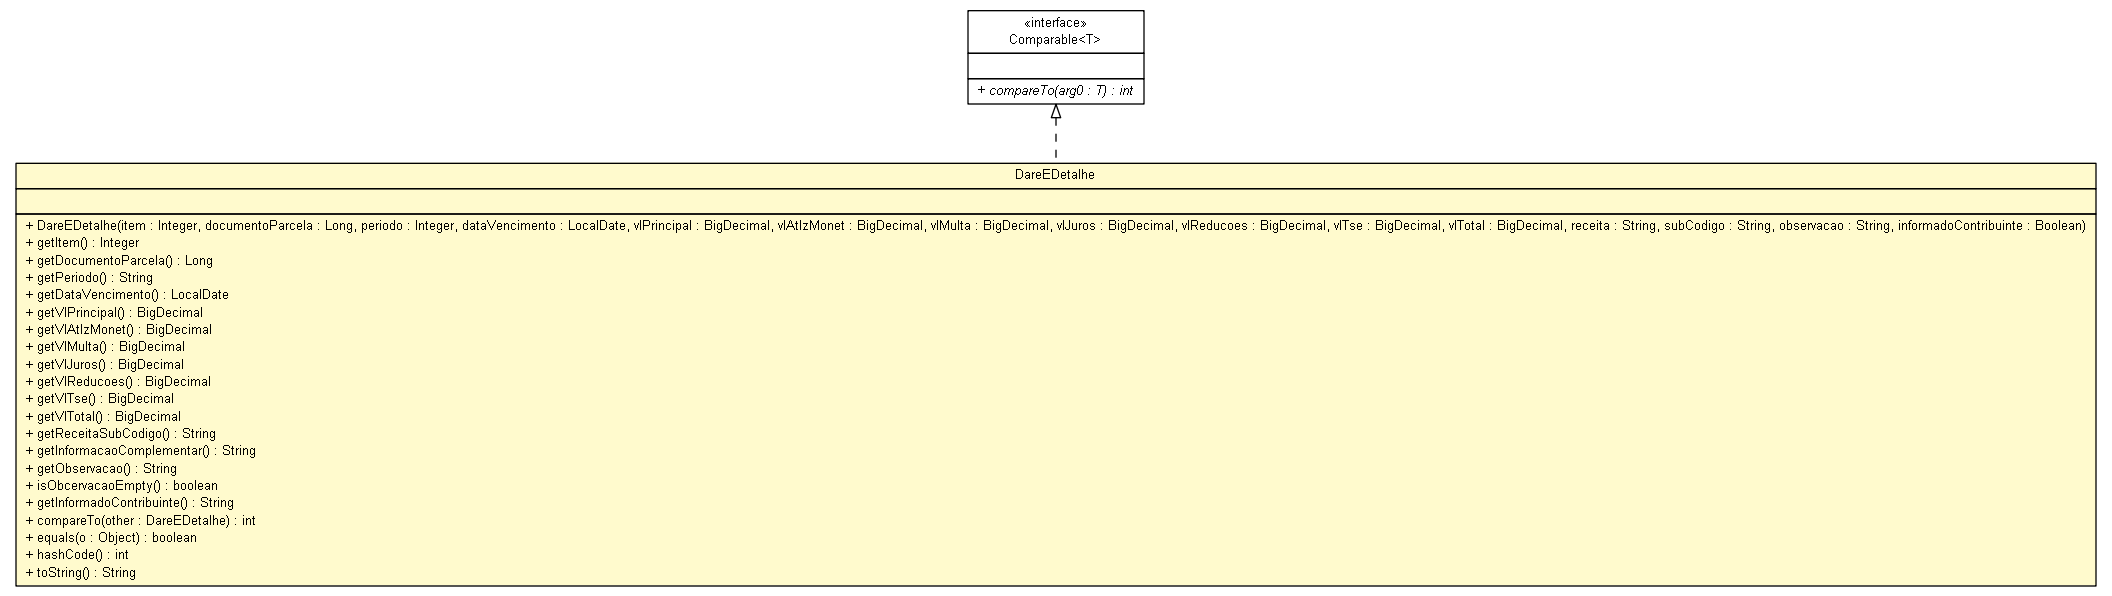 «interface»
Comparable<T>
+ compareTo(arg0 : T) : int
DareEDetalhe
+ DareEDetalhe(item : Integer, documentoParcela : Long, periodo : Integer, dataVencimento : LocalDate, vlPrincipal : BigDecimal, vlAtlzMonet : BigDecimal, vlMulta : BigDecimal, vlJuros : BigDecimal, vlReducoes : BigDecimal, vlTse : BigDecimal, vlTotal : BigDecimal, receita : String, subCodigo : String, observacao : String, informadoContribuinte : Boolean)
+ getItem() : Integer
+ getDocumentoParcela() : Long
+ getPeriodo() : String
+ getDataVencimento() : LocalDate
+ getVlPrincipal() : BigDecimal
+ getVlAtlzMonet() : BigDecimal
+ getVlMulta() : BigDecimal
+ getVlJuros() : BigDecimal
+ getVlReducoes() : BigDecimal
+ getVlTse() : BigDecimal
+ getVlTotal() : BigDecimal
+ getReceitaSubCodigo() : String
+ getInformacaoComplementar() : String
+ getObservacao() : String
+ isObcervacaoEmpty() : boolean
+ getInformadoContribuinte() : String
+ compareTo(other : DareEDetalhe) : int
+ equals(o : Object) : boolean
+ hashCode() : int
+ toString() : String